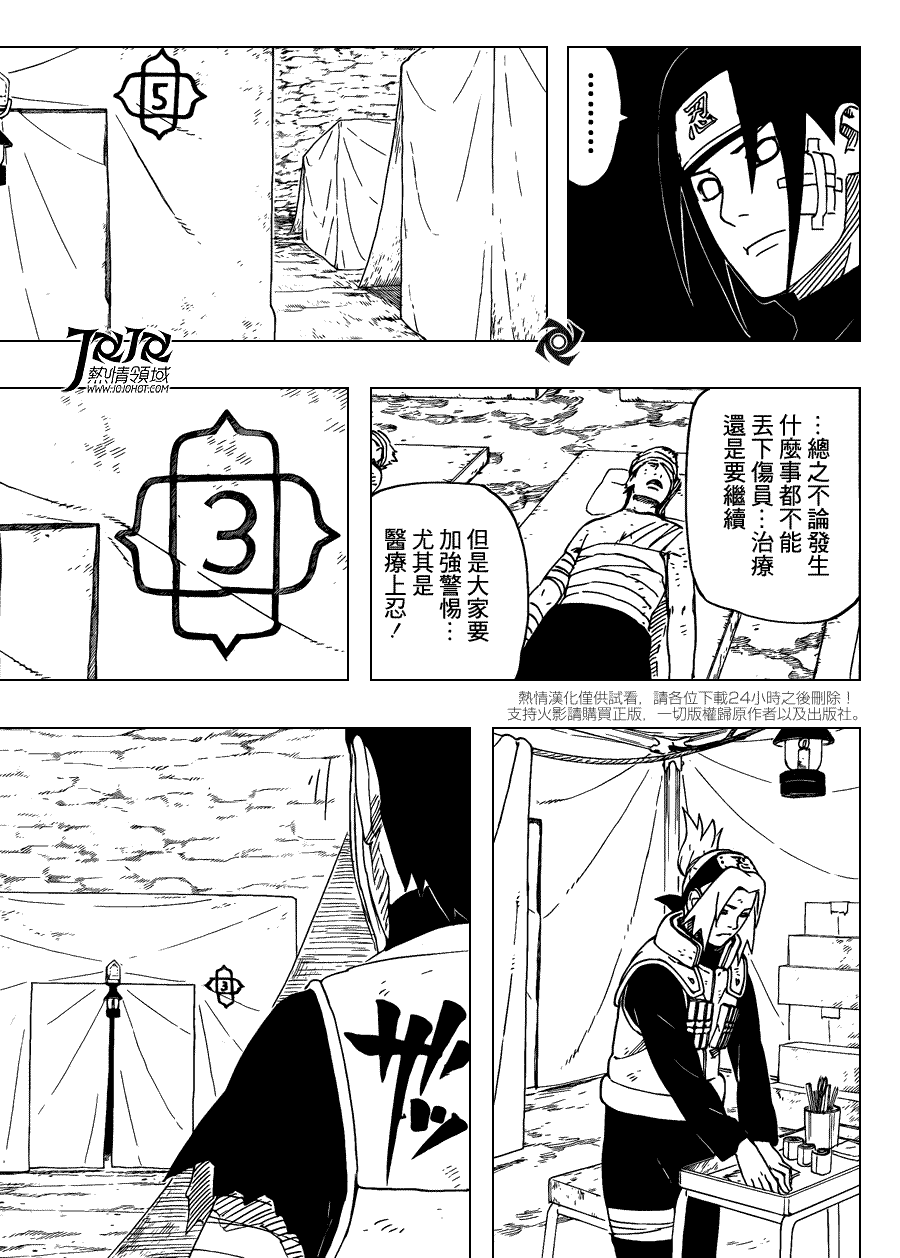 ………
忍
5
JOJO
熱情領域
WWW.JOJOHOT.COM
…總之不論發生
什麼事都不能
丟下傷員…治療
還是要繼續
但是大家要
加強警惕…
尤其是
醫療上忍!
3
熱情漢化僅供試看，請各位下載24小時之後刪除！
支持火影請購買正版，一切版權歸原作者以及出版社。
忍
ザッ
3